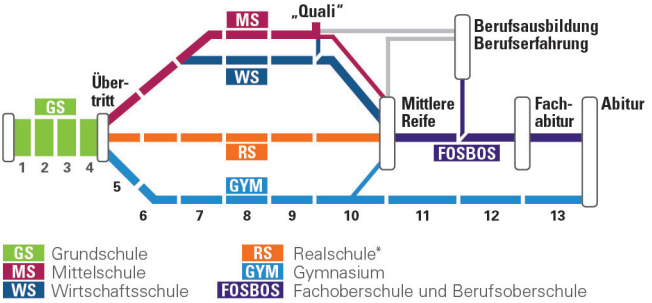 MS
„Quali“
Berufsausbildung
Berufserfahrung
Über-
tritt
WS
GS
Mittlere
Reife
Fach-
abitur
Abitur
RS
FOSBOS
1 2 3 4
GYM
5
6 7 8 9 10 11 12 13
GS Grundschule
MS Mittelschule
WS Wirtschaftsschule
RS Realschule*
GYM Gymnasium
FOSBOS Fachoberschule und Berufsoberschule